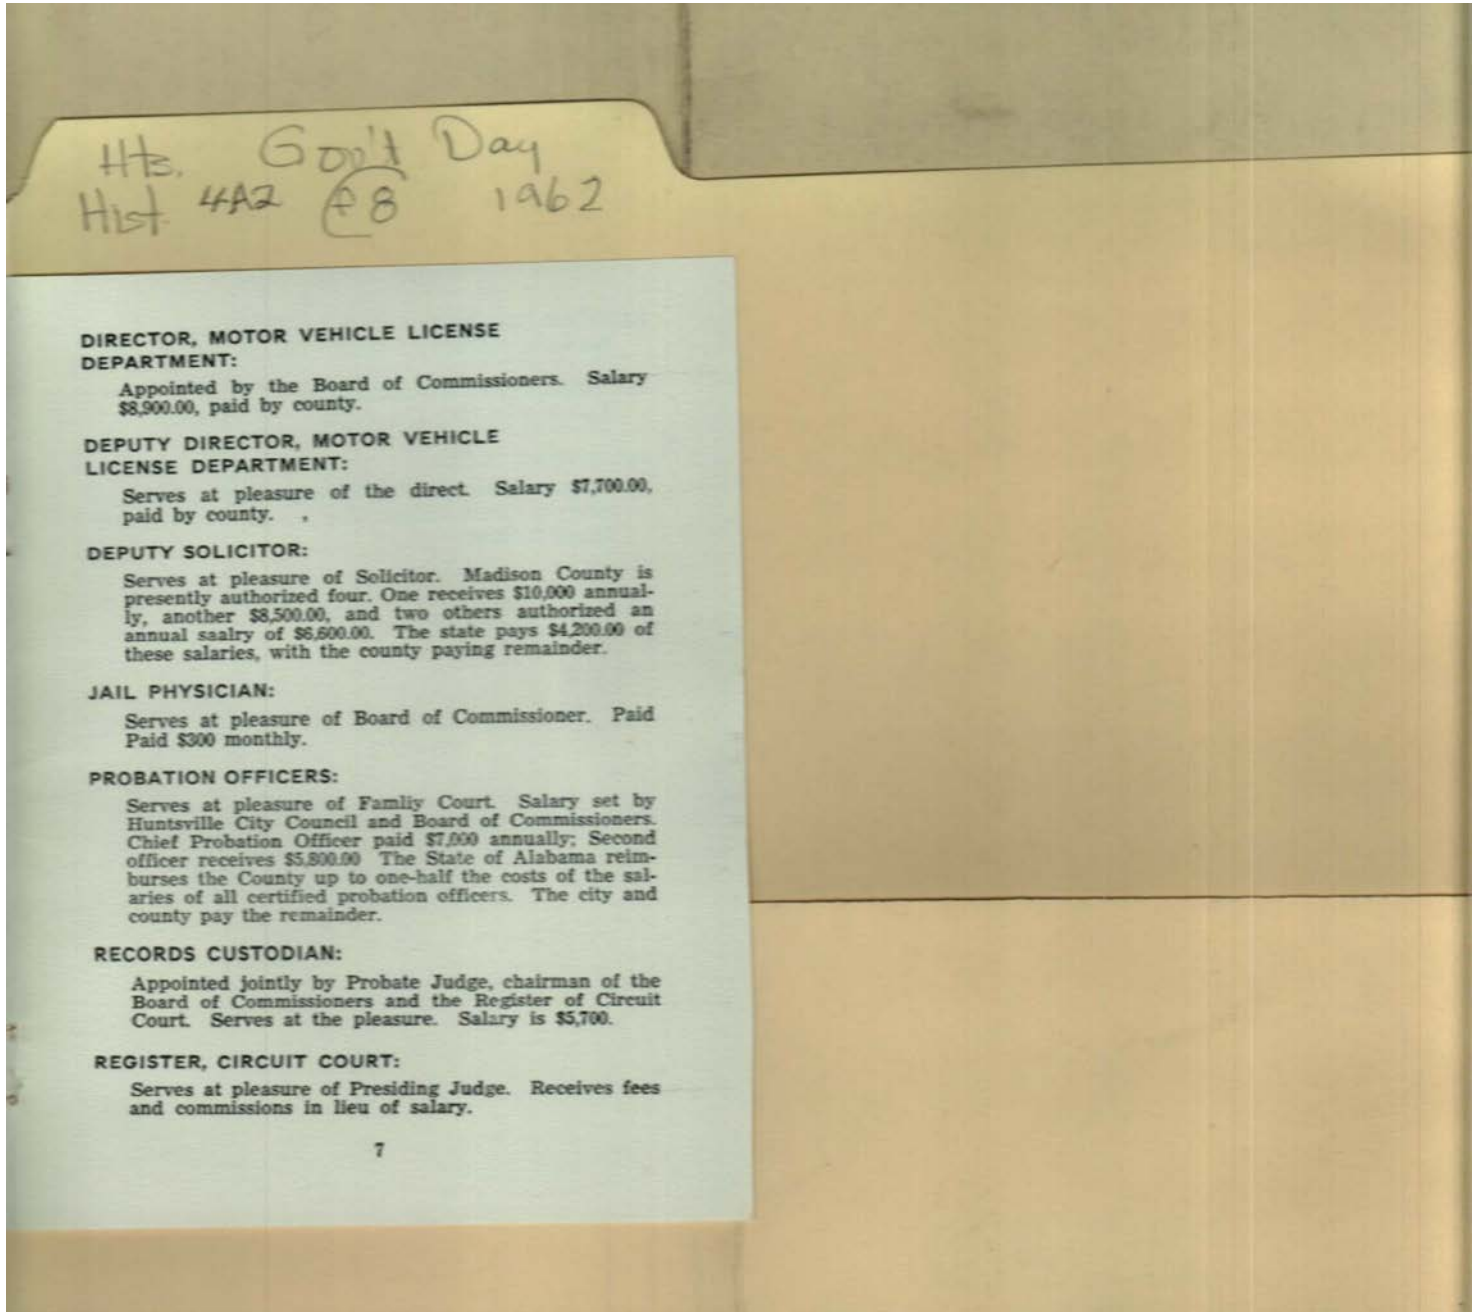 Hts. Gov't Day
Hist 4A2 P8 1962
DIRECTOR, MOTOR VEHICLE LICENSE
DEPARTMENT:
Appointed by the Board of Commissioners. Salary
$8,900.00, paid by county.
DEPUTY DIRECTOR, MOTOR VEHICLE
LICENSE DEPARTMENT:
Serves at pleasure of the direct. Salary $7,700.00,
paid by county.
DEPUTY SOLICITOR:
Serves at pleasure of Solicitor. Madison County is
presently authorized four. One receives $10,000 annual-
ly, another $8,500.00, and two others authorized an
annual saalry of $6,600.00. The state pays $4,200.00 of
these salaries, with the county paying remainder.
JAIL PHYSICIAN:
Serves at pleasure of Board of Commissioner. Paid
Paid $300 monthly.
PROBATION OFFICERS:
Serves at pleasure of Famliy Court. Salary set by
Huntsville City Council and Board of Commissioners.
Chief Probation Officer paid $7,000 annually; Second
officer receives $5,800.00 The State of Alabama reim-
burses the County up to one-half the costs of the sal-
aries of all certified probation officers. The city and
county pay the remainder.
RECORDS CUSTODIAN:
Appointed jointly by Probate Judge, chairman of the
Board of Commissioners and the Register of Circuit
Court. Serves at the pleasure. Salary is $5,700.
REGISTER, CIRCUIT COURT:
Serves at pleasure of Presiding Judge. Receives fees
and commissions in lieu of salary.
7